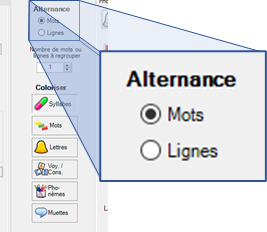 Alternance
Mots
Lignes
Nombre de mots ou
lignes à regrouper
1
Coloriser
Syllabes
Mots
Lettres
Voy. /
Cons.
Pho-
nèmes
Muettes
Alternance
Mots
Lignes